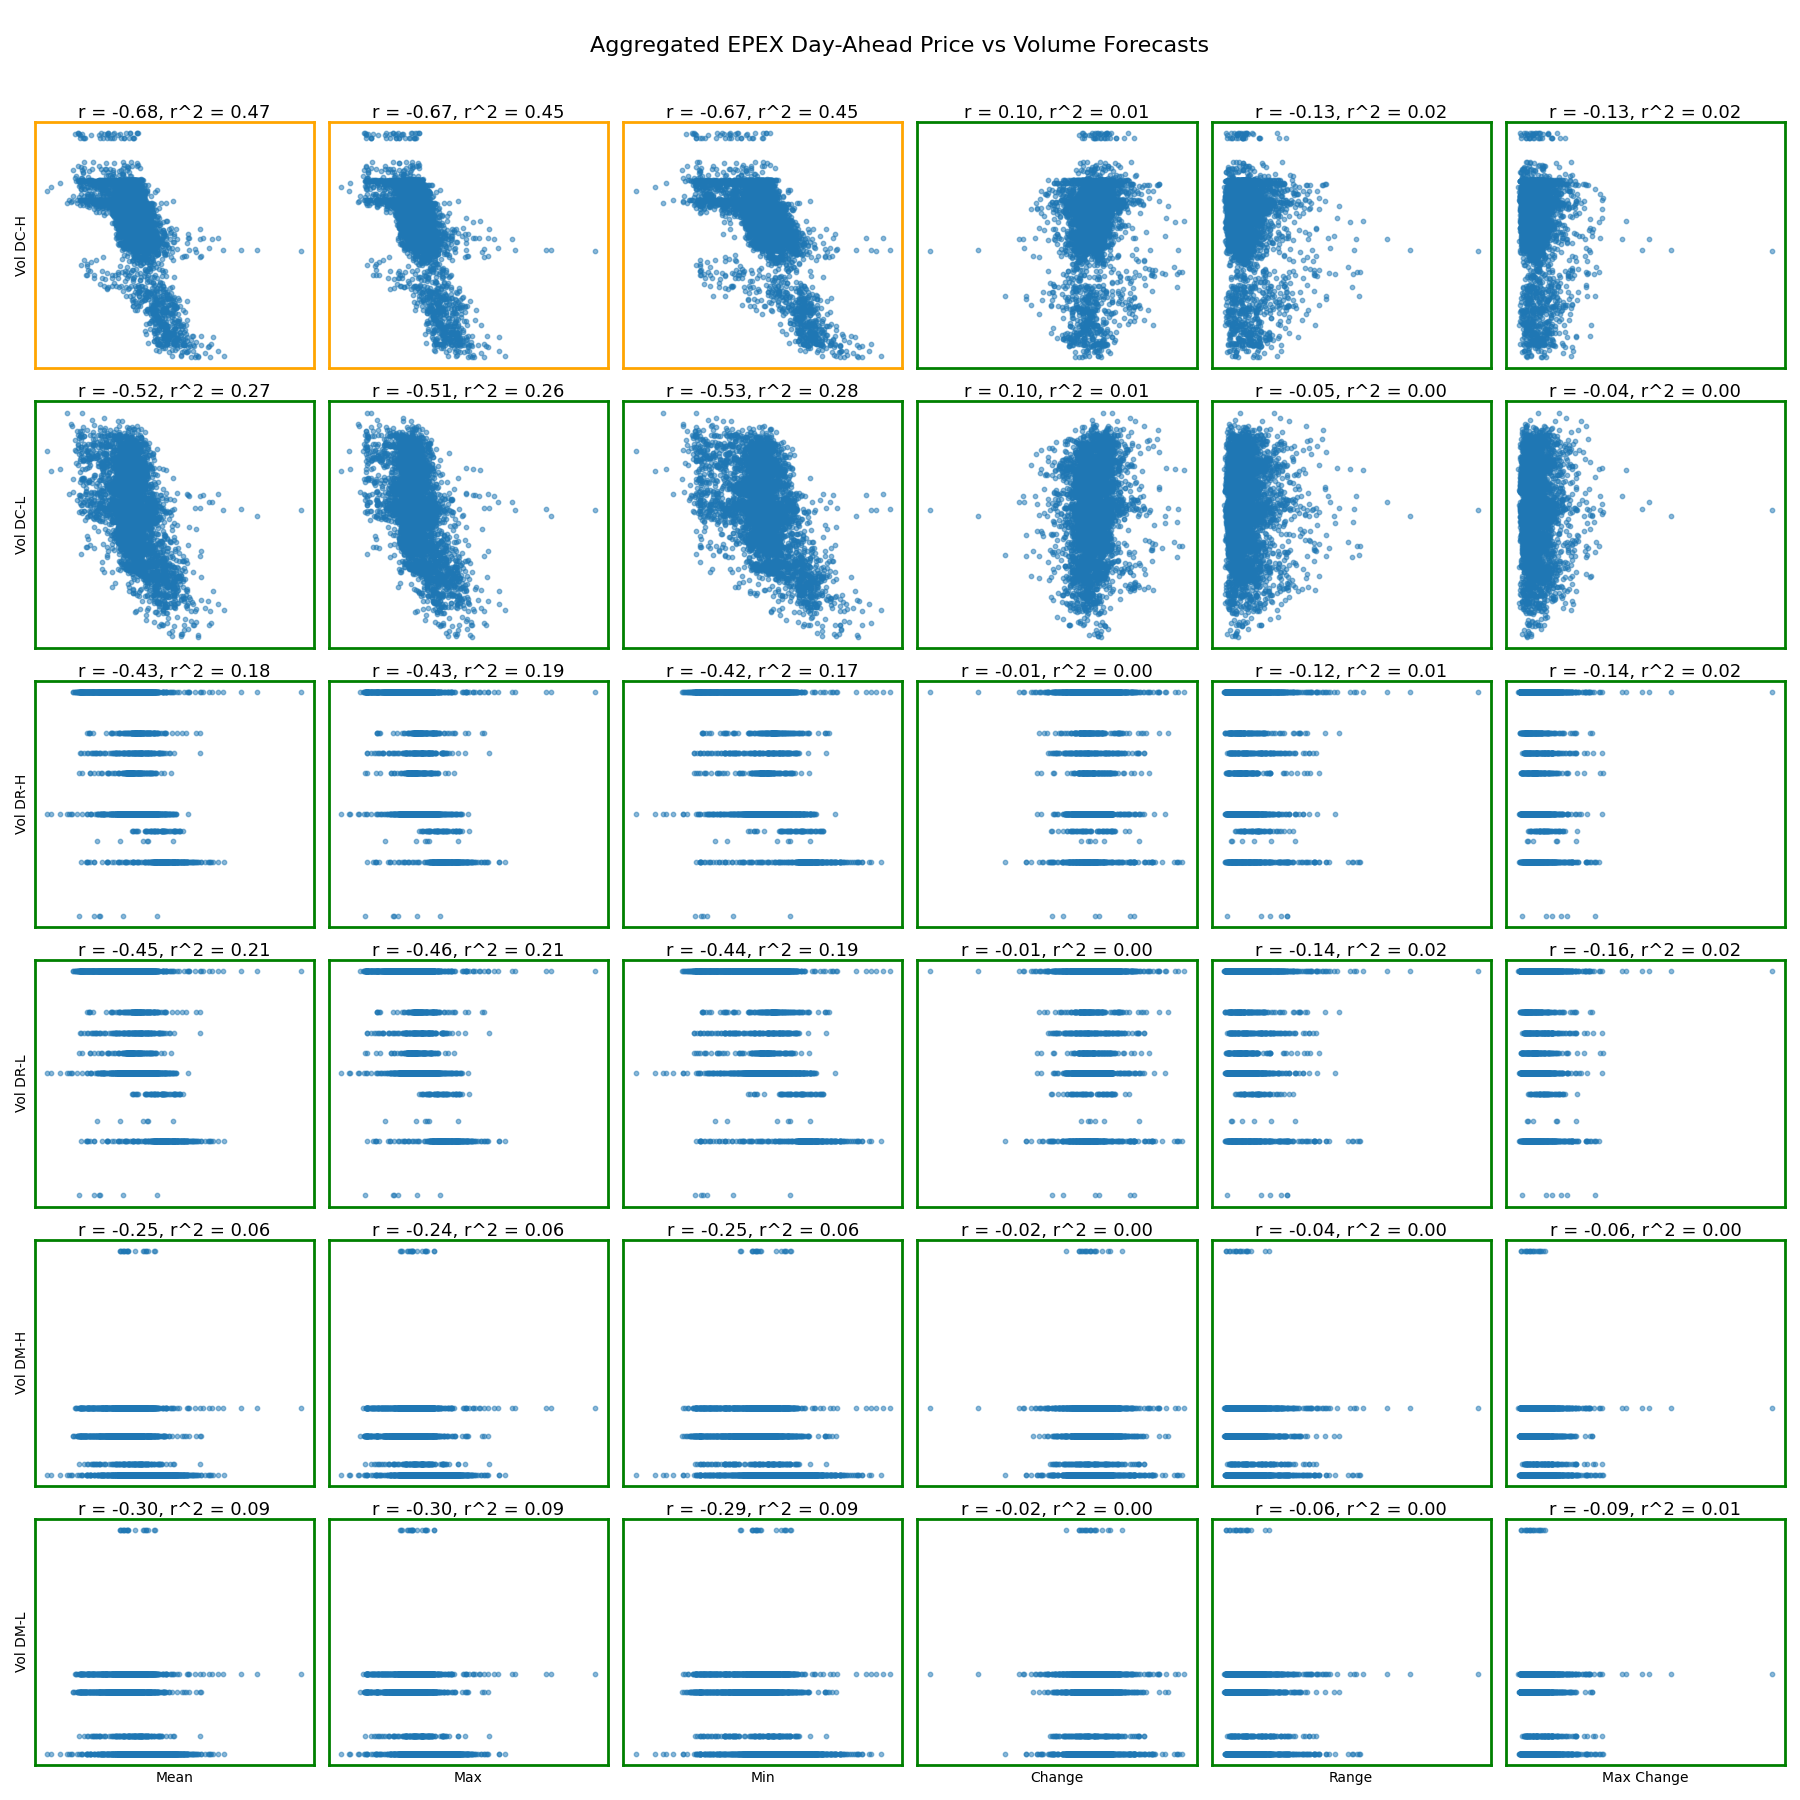 Aggregated EPEX Day-Ahead Price vs Volume Forecasts
r = -0.68, r^2 = 0.47
r = -0.67, r^2 = 0.45
r = -0.67, r^2 = 0.45
r = 0.10, r^2 = 0.01
r = -0.13, r^2 = 0.02
r = -0.13, r^2 = 0.02
Vol DC-H
r = -0.52, r^2 = 0.27
r = -0.51, r^2 = 0.26
r = -0.53, r^2 = 0.28
r = 0.10, r^2 = 0.01
r = -0.05, r^2 = 0.00
r = -0.04, r^2 = 0.00
Vol DC-L
r = -0.43, r^2 = 0.18
r = -0.43, r^2 = 0.19
r = -0.42, r^2 = 0.17
r = -0.01, r^2 = 0.00
r = -0.12, r^2 = 0.01
r = -0.14, r^2 = 0.02
Vol DR-H
r = -0.45, r^2 = 0.21
r = -0.46, r^2 = 0.21
r = -0.44, r^2 = 0.19
r = -0.01, r^2 = 0.00
r = -0.14, r^2 = 0.02
r = -0.16, r^2 = 0.02
Vol DR-L
r = -0.25, r^2 = 0.06
r = -0.24, r^2 = 0.06
r = -0.25, r^2 = 0.06
r = -0.02, r^2 = 0.00
r = -0.04, r^2 = 0.00
r = -0.06, r^2 = 0.00
Vol DM-H
r = -0.30, r^2 = 0.09
r = -0.30, r^2 = 0.09
r = -0.29, r^2 = 0.09
r = -0.02, r^2 = 0.00
r = -0.06, r^2 = 0.00
r = -0.09, r^2 = 0.01
Vol DM-L
Mean
Max
Min
Change
Range
Max Change